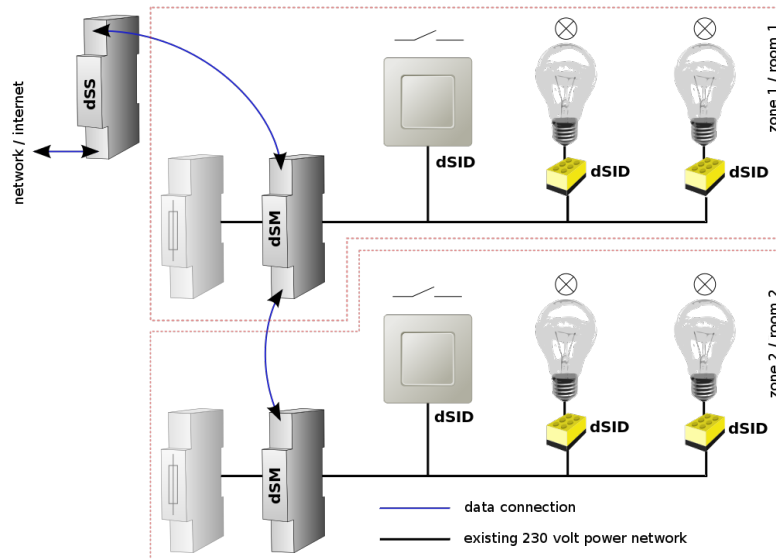 dSS
network / internet
zone 1 / room 1
dSID
dSID
dSID
dSM
zone 2 / room 2
dSID
dSID
dSID
dSM
data connection
existing 230 volt power network